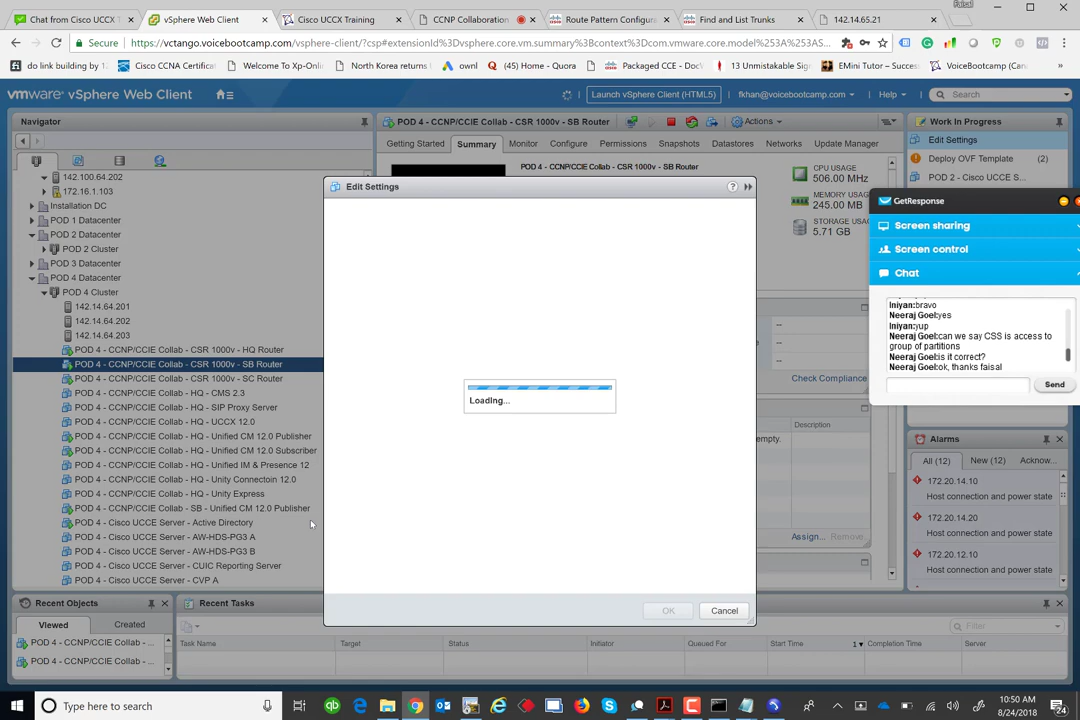 Chat from Cisco UCCX T
vSphere Web Client
Cisco UCCX Training
CCNP Collaboration
Route Pattern Configura
Find and List Trunks
142.14.65.21
Faisal
Secure
https://vctango.voicebootcamp.com/vsphere-client/?csp#extensionId%3Dvsphere.core.vm.summary%3Bcontext%3Dcom.vmware.core.model%253A%253AS...
do link building by 12
Cisco CCNA Certificat
Welcome To Xp-Onli
North Korea returns
ownl
(45) Home - Quora
Packaged CCE - Doc
13 Unmistakable Sign
EMini Tutor – Succes
VoiceBootcamp (Can
vmware vSphere Web Client
Launch vSphere Client (HTML5)
fkhan@voicebootcamp.com
Help
Search
Navigator
POD 4 - CCNP/CCIE Collab - CSR 1000v - SB Router
Actions
Work In Progress
Getting Started
Summary
Monitor
Configure
Permissions
Snapshots
Datastores
Networks
Update Manager
Edit Settings
Deploy OVF Template
(2)
POD 2 - Cisco UCCE S...
142.100.64.202
172.16.1.103
Installation DC
POD 1 Datacenter
POD 2 Datacenter
POD 2 Cluster
POD 3 Datacenter
POD 4 Datacenter
POD 4 Cluster
142.14.64.201
142.14.64.202
142.14.64.203
POD 4 - CCNP/CCIE Collab - CSR 1000v - HQ Router
POD 4 - CCNP/CCIE Collab - CSR 1000v - SB Router
POD 4 - CCNP/CCIE Collab - CSR 1000v - SC Router
POD 4 - CCNP/CCIE Collab - HQ - CMS 2.3
POD 4 - CCNP/CCIE Collab - HQ - SIP Proxy Server
POD 4 - CCNP/CCIE Collab - HQ - UCCX 12.0
POD 4 - CCNP/CCIE Collab - HQ - Unified CM 12.0 Publisher
POD 4 - CCNP/CCIE Collab - HQ - Unified CM 12.0 Subscriber
POD 4 - CCNP/CCIE Collab - HQ - Unified IM & Presence 12
POD 4 - CCNP/CCIE Collab - HQ - Unity Connectoin 12.0
POD 4 - CCNP/CCIE Collab - HQ - Unity Express
POD 4 - CCNP/CCIE Collab - SB - Unified CM 12.0 Publisher
POD 4 - Cisco UCCE Server - Active Directory
POD 4 - Cisco UCCE Server - AW-HDS-PG3 A
POD 4 - Cisco UCCE Server - AW-HDS-PG3 B
POD 4 - Cisco UCCE Server - CUIC Reporting Server
POD 4 - Cisco UCCE Server - CVP A
POD 4 - CCNP/CCIE Collab - CSR 1000v - SB Router
CPU USAGE
506.00 MHz
MEMORY USAG
245.00 MB
STORAGE USAG
5.71 GB
Edit Settings
?
Loading...
OK
Cancel
--
--
--
Check Compliance
Description
empty.
Assign...
Remove...
GetResponse
Screen sharing
Screen control
Chat
Iniyan:bravo
Neeraj Goel:yes
Iniyan:yup
Neeraj Goel:can we say CSS is access to
group of partitions
Neeraj Goel:is it correct?
Neeraj Goel:ok, thanks faisal
Send
Alarms
All (12)
New (12)
Acknow...
172.20.14.10
Host connection and power state
172.20.14.20
Host connection and power state
172.20.12.10
Host connection and power state
Recent Objects
Viewed
Created
POD 4 - CCNP/CCIE Collab - ...
POD 4 - CCNP/CCIE Collab - ...
Recent Tasks
Filter
Task Name
Target
Status
Initiator
Queued For
Start Time
1
Completion Time
Server
Type here to search
10:50 AM
8/24/2018
24